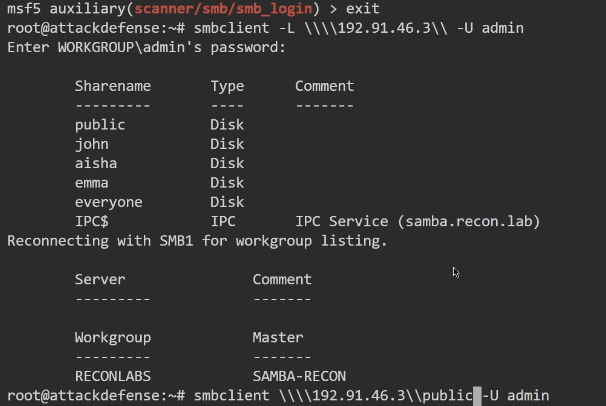 msf5 auxiliary(scanner/smb/smb_login) > exit
root@attackdefense:~# smbclient -L \\\\192.91.46.3\\ -U admin
Enter WORKGROUP\admin's password:
Sharename Type Comment
--------- ---- -------
public Disk
john Disk
aisha Disk
emma Disk
everyone Disk
IPC$ IPC IPC Service (samba.recon.lab)
Reconnecting with SMB1 for workgroup listing.
Server Comment
--------- -------
Workgroup Master
--------- -------
RECONLABS SAMBA-RECON
root@attackdefense:~# smbclient \\\\192.91.46.3\\public -U admin